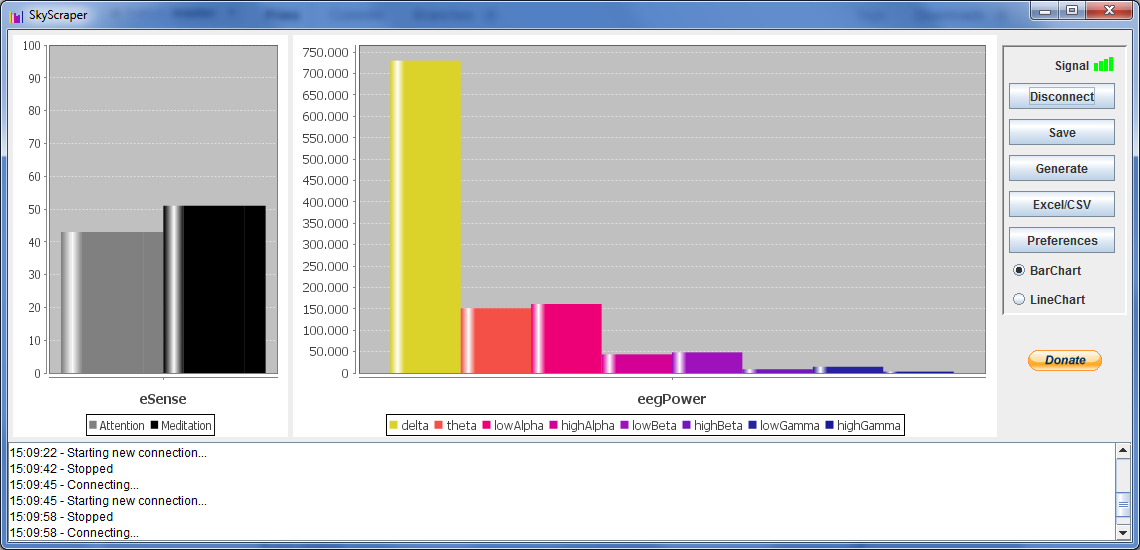 SkyScraper
100
90
80
70
60
50
40
30
20
10
0
eSense
Attention Meditation
750.000
700.000
650.000
600.000
550.000
500.000
450.000
400.000
350.000
300.000
250.000
200.000
150.000
100.000
50.000
0
eegPower
delta theta lowAlpha highAlpha lowBeta highBeta lowGamma highGamma
Signal
Disconnect
Save
Generate
Excel/CSV
Preferences
BarChart
LineChart
Donate
15:09:22 - Starting new connection...
15:09:42 - Stopped
15:09:45 - Connecting...
15:09:45 - Starting new connection...
15:09:58 - Stopped
15:09:58 - Connecting...